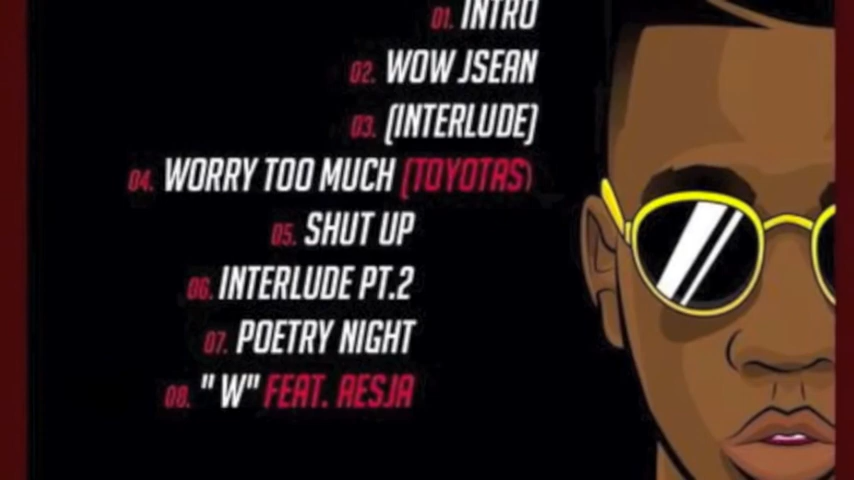 01. INTRO
02. WOW JSEAN
03. (INTERLUDE)
04. WORRY TOO MUCH (TOYOTAS)
05. SHUT UP
06. INTERLUDE PT.2
07. POETRY NIGHT
08. "W" FEAT. AESJA